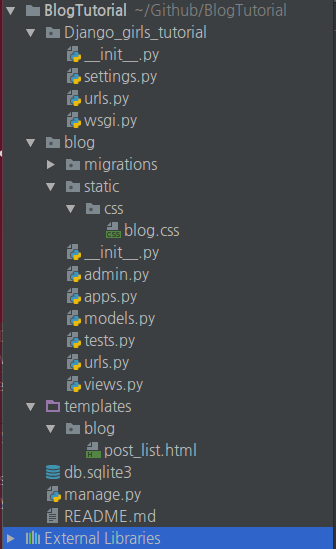 BlogTutorial ~/Github/BlogTutorial
Django_girls_tutorial
__init__.py
settings.py
urls.py
wsgi.py
blog
migrations
static
css
blog.css
__init__.py
admin.py
apps.py
models.py
tests.py
urls.py
views.py
templates
blog
post_list.html
db.sqlite3
manage.py
README.md
External Libraries